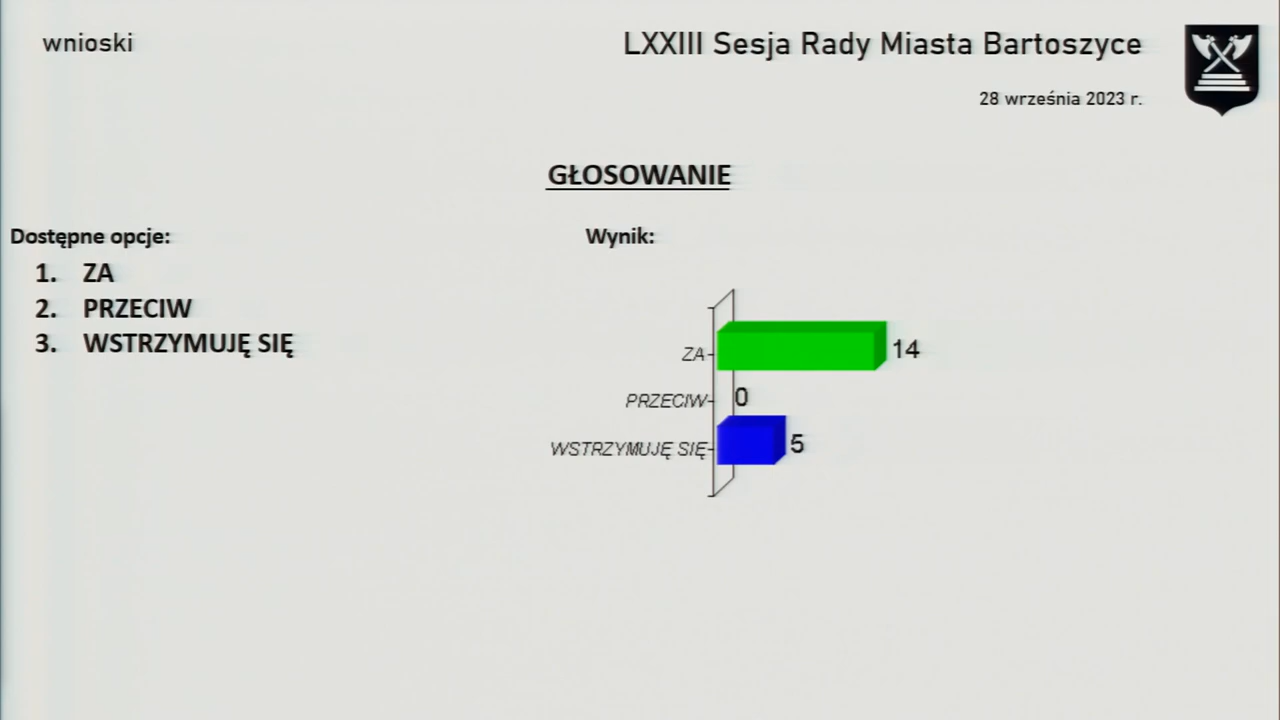 wnioski
LXXIII Sesja Rady Miasta Bartoszyce
28 września 2023 r.
GŁOSOWANIE
Dostępne opcje:
1. ZA
2. PRZECIW
3. WSTRZYMUJĘ SIĘ
Wynik:
ZA 14
PRZECIW 0
WSTRZYMUJĘ SIĘ 5